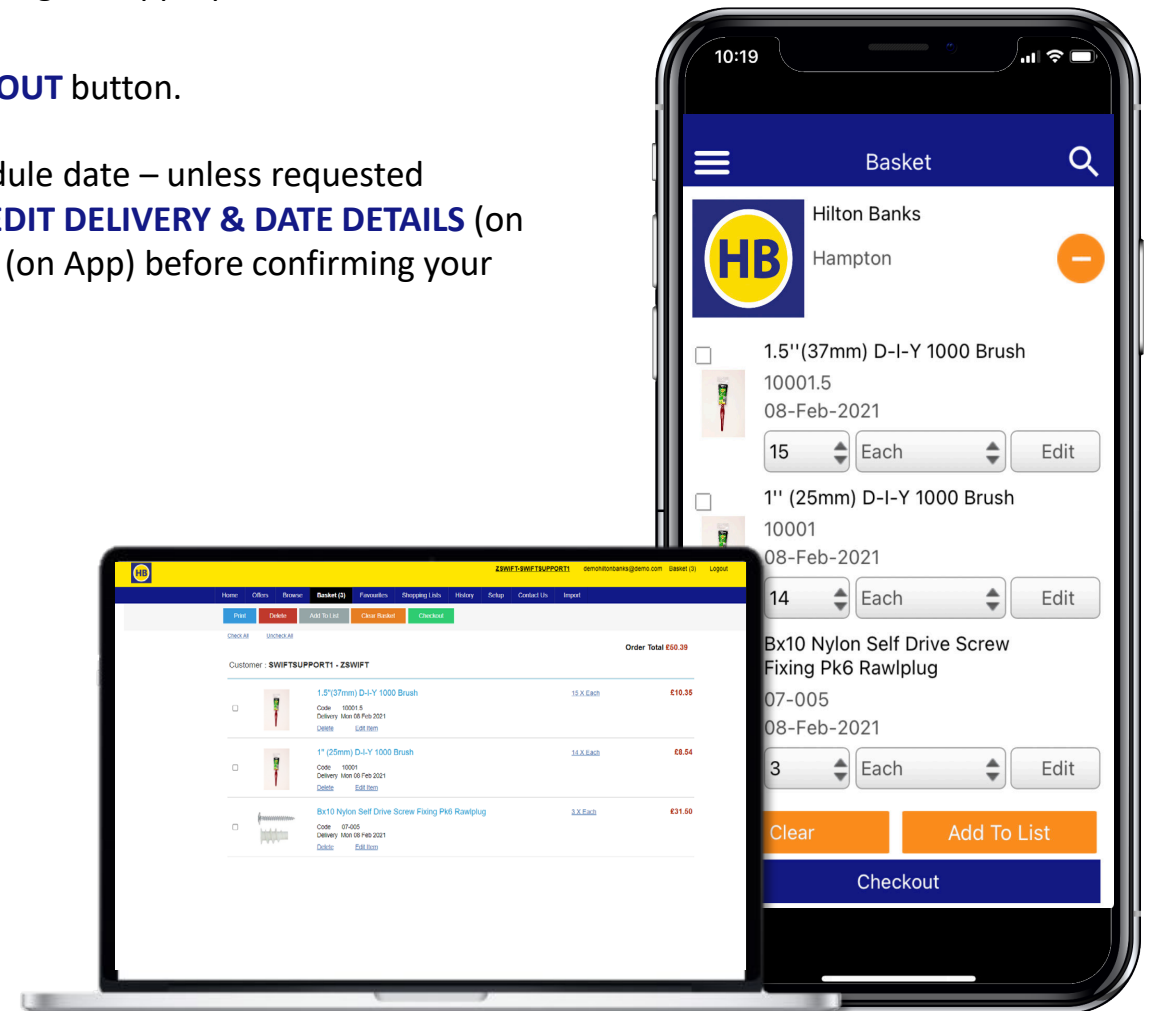 OUT button.
dule date – unless requested
EDIT DELIVERY & DATE DETAILS (on
(on App) before confirming your
10:19
Basket
HB
Hilton Banks
Hampton
1.5''(37mm) D-I-Y 1000 Brush
10001.5
08-Feb-2021
15 Each Edit
1'' (25mm) D-I-Y 1000 Brush
10001
08-Feb-2021
14 Each Edit
Bx10 Nylon Self Drive Screw
Fixing Pk6 Rawlplug
07-005
08-Feb-2021
3 Each Edit
Clear Add To List
Checkout
HB
ZSWIFT-SWIFTSUPPORT1 demohiltonbanks@demo.com Basket (3) Logout
Home Offers Browse Basket (3) Favourites Shopping Lists History Setup Contact Us Import
Print Delete Add To List Clear Basket Checkout
Check All Uncheck All
Order Total £50.39
Customer : SWIFTSUPPORT1 - ZSWIFT
1.5"(37mm) D-I-Y 1000 Brush 15 X Each £10.35
Code 10001.5
Delivery Mon 08 Feb 2021
Delete Edit Item
1" (25mm) D-I-Y 1000 Brush 14 X Each £8.54
Code 10001
Delivery Mon 08 Feb 2021
Delete Edit Item
Bx10 Nylon Self Drive Screw Fixing Pk6 Rawlplug 3 X Each £31.50
Code 07-005
Delivery Mon 08 Feb 2021
Delete Edit Item